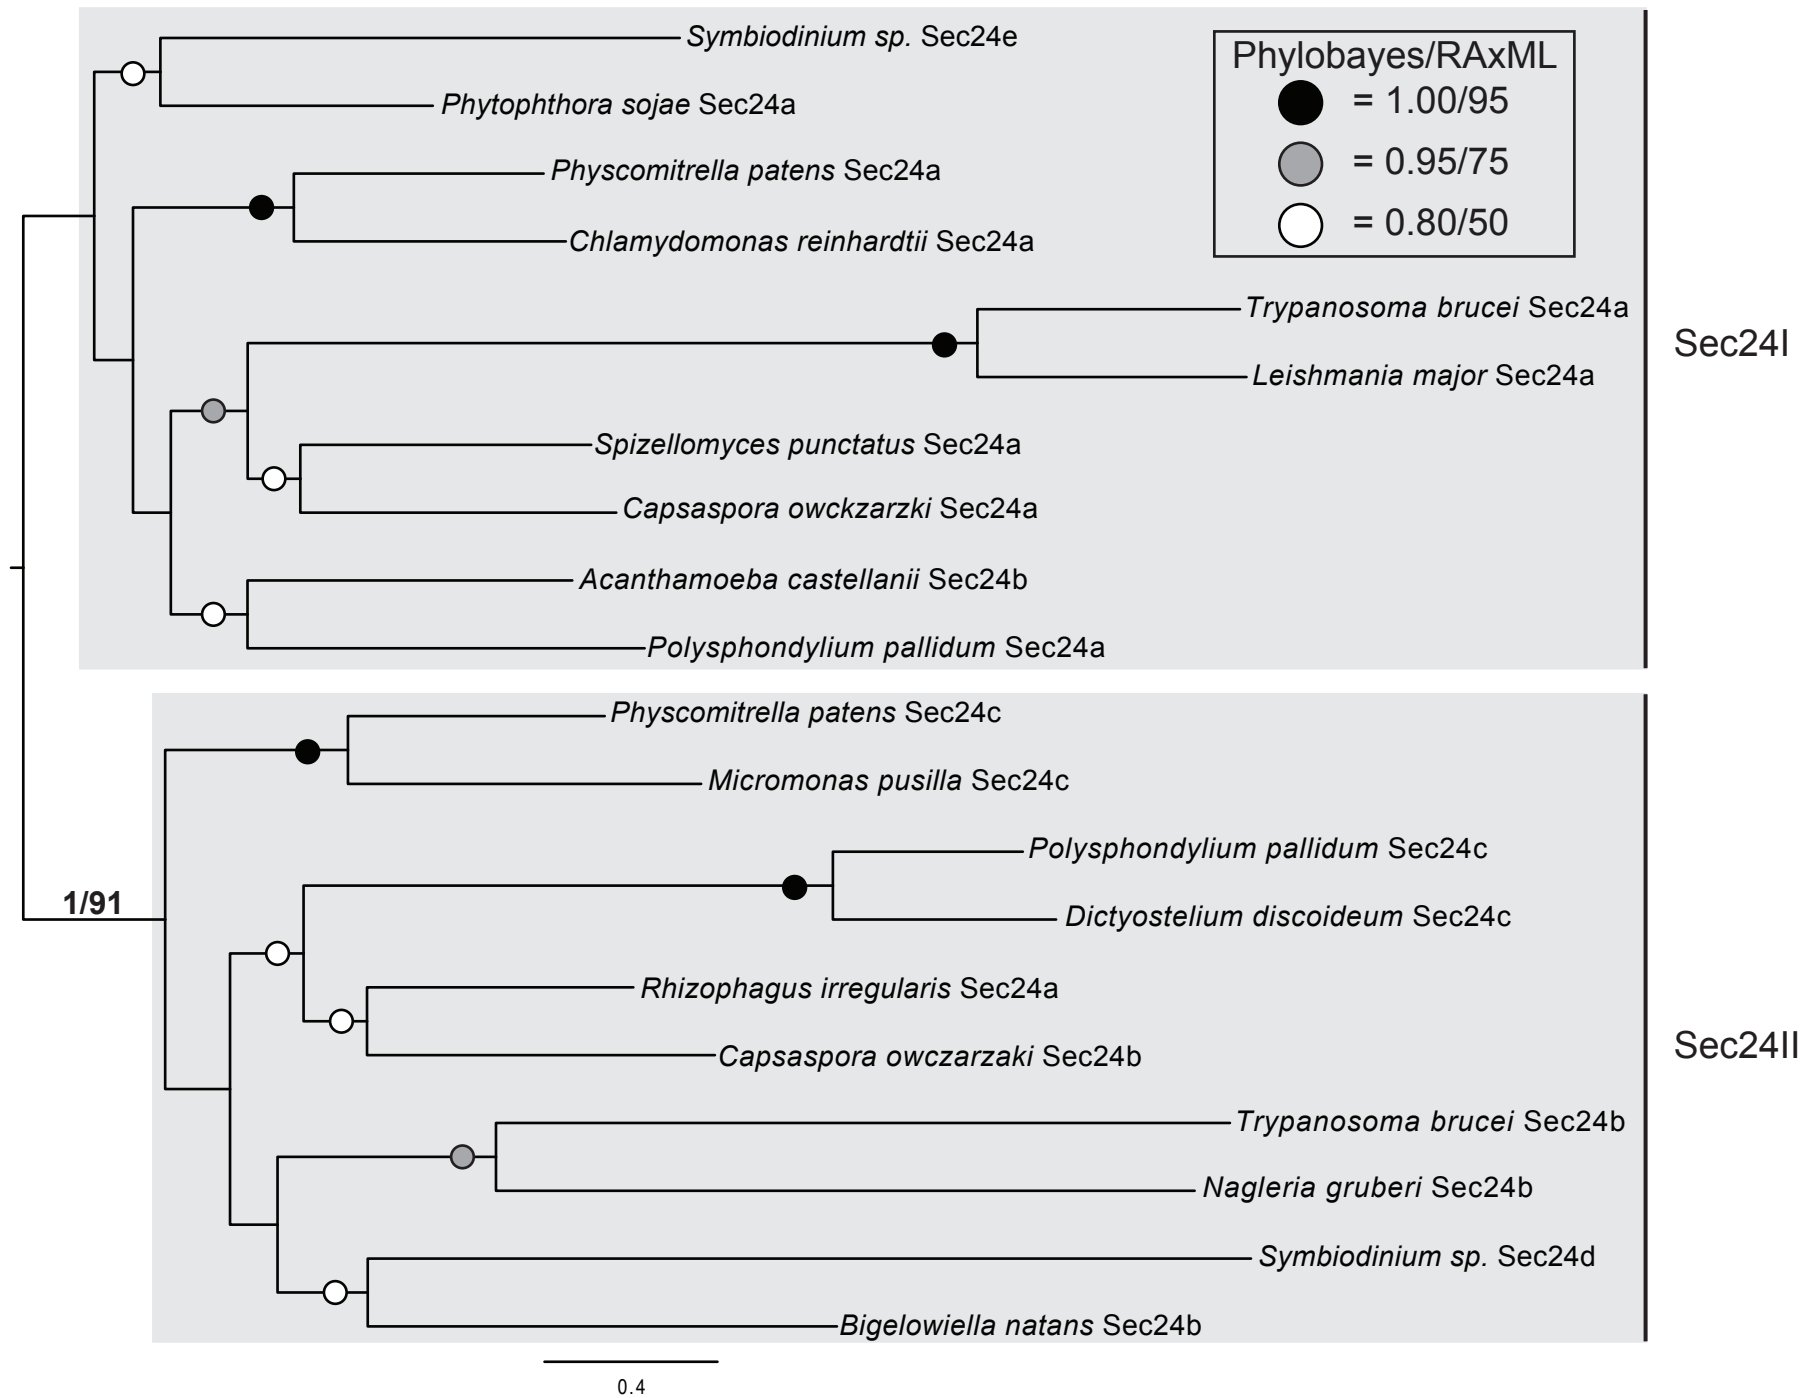 Symbiodinium sp. Sec24e
Phytophthora sojae Sec24a
Physcomitrella patens Sec24a
Chlamydomonas reinhardtii Sec24a
Trypanosoma brucei Sec24a
Leishmania major Sec24a
Spizellomyces punctatus Sec24a
Capsaspora owckzarzki Sec24a
Acanthamoeba castellanii Sec24b
Polysphondylium pallidum Sec24a
Phylobayes/RAxML
= 1.00/95
= 0.95/75
= 0.80/50
Sec24I
Physcomitrella patens Sec24c
Micromonas pusilla Sec24c
Polysphondylium pallidum Sec24c
1/91
Dictyostelium discoideum Sec24c
Rhizophagus irregularis Sec24a
Capsaspora owczarzaki Sec24b
Trypanosoma brucei Sec24b
Nagleria gruberi Sec24b
Symbiodinium sp. Sec24d
Bigelowiella natans Sec24b
Sec24II
0.4